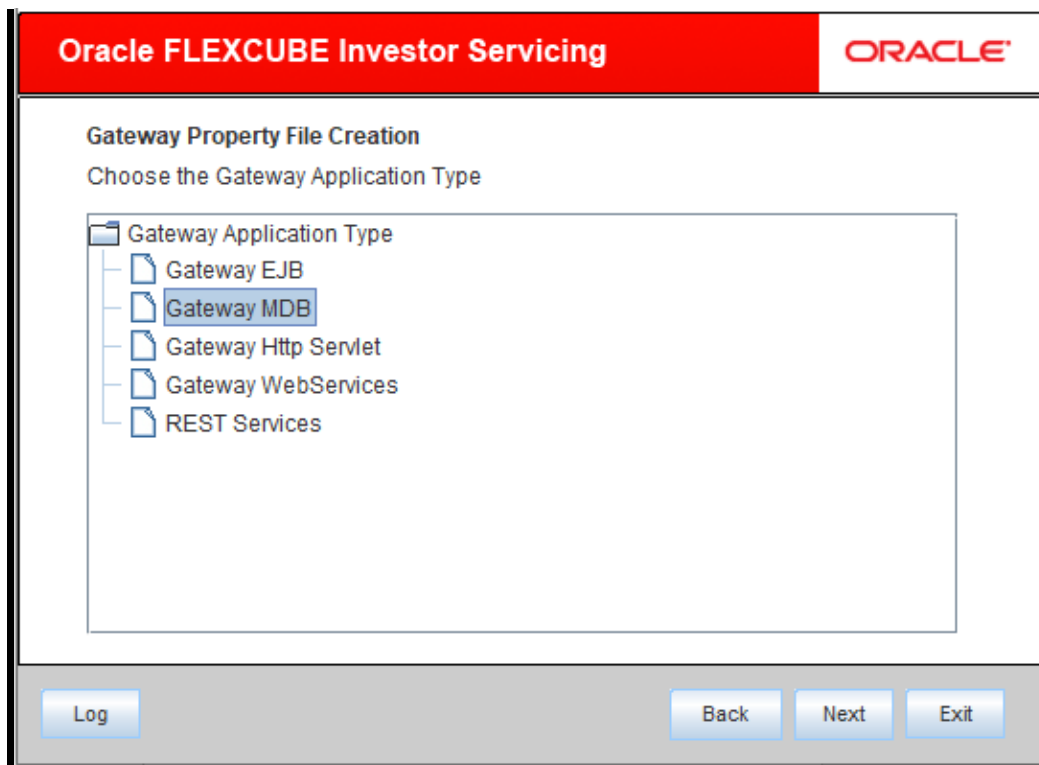 Oracle FLEXCUBE Investor Servicing
ORACLE
Gateway Property File Creation
Choose the Gateway Application Type
Gateway Application Type
Gateway EJB
Gateway MDB
Gateway Http Servlet
Gateway WebServices
REST Services
Log
Back
Next
Exit